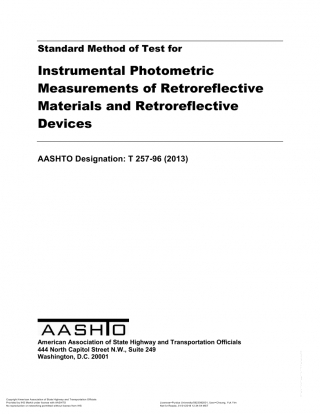 Standard Method of Test for
Instrumental Photometric
Measurements of Retroreflective
Materials and Retroreflective
Devices
AASHTO Designation: T 257-96 (2013)
AASHTO
American Association of State Highway and Transportation Officials
444 North Capitol Street N.W., Suite 249
Washington, D.C. 20001